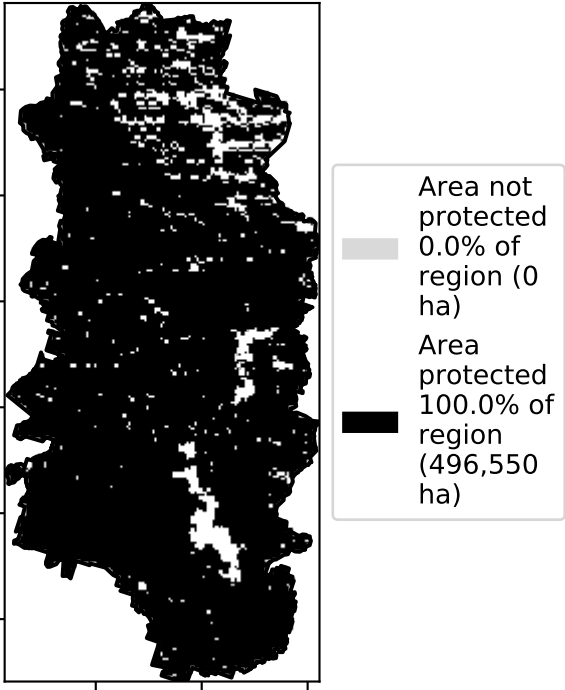 Area not
protected
0.0% of
region (0
ha)
Area
protected
100.0% of
region
(496,550
ha)